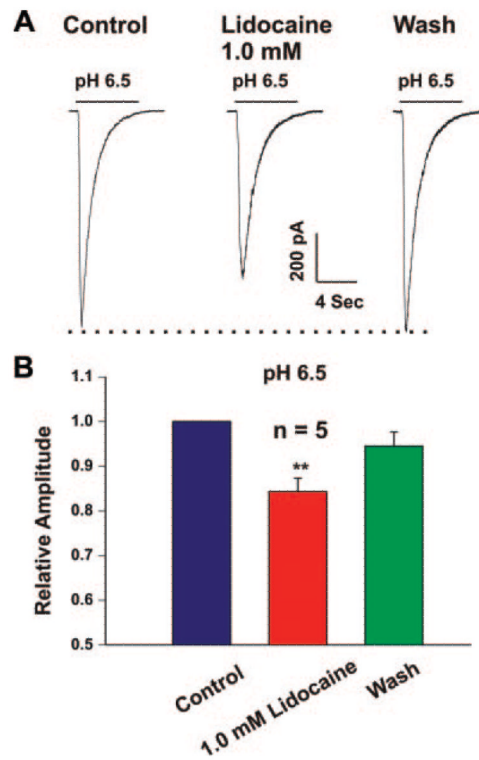 A
Control
Lidocaine
1.0 mM
Wash
pH 6.5
pH 6.5
pH 6.5
200 pA
4 Sec
B
pH 6.5
n = 5
**
Relative Amplitude
1.1
1.0
0.9
0.8
0.7
0.6
0.5
Control
1.0 mM Lidocaine
Wash